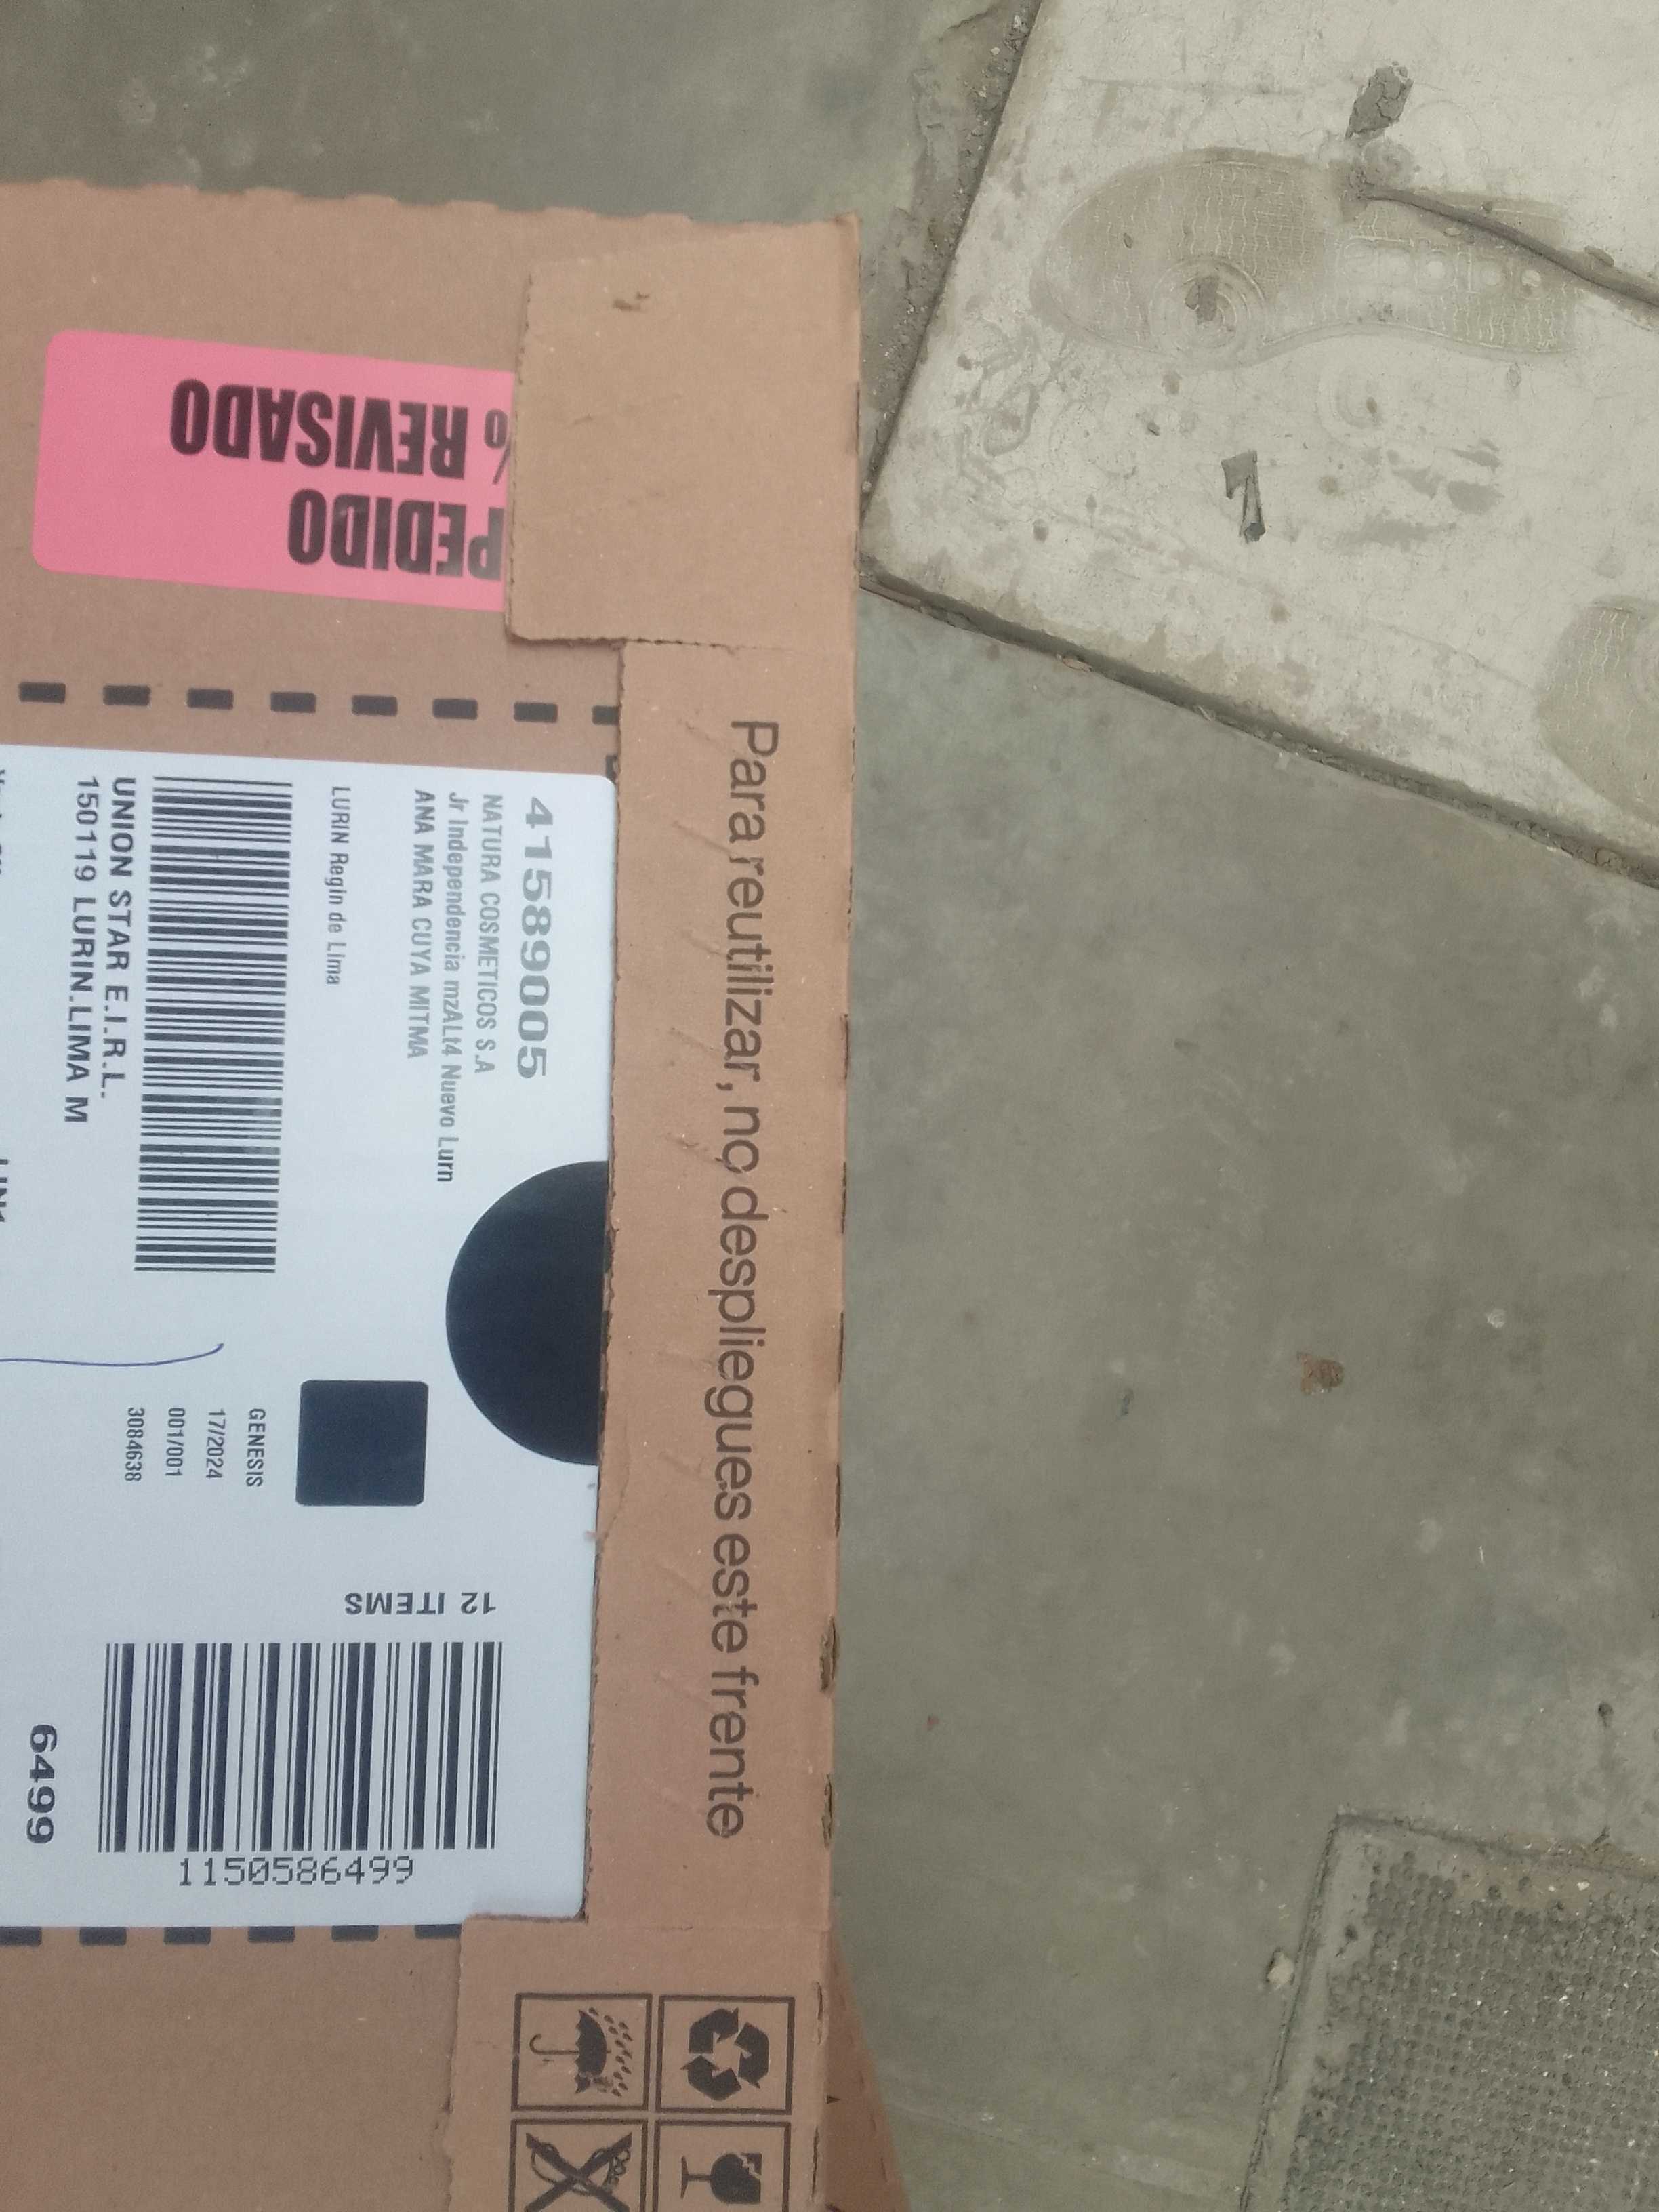 PEDIDO
% REVISADO
Para reutilizar, no despliegues este frente
41589005
NATURA COSMETICOS S.A
Jr Independencia mzALt4 Nuevo Lurn
ANA MARA CUYA MITMA
LURIN Regin de Lima
UNION STAR E.I.R.L.
150119 LURIN.LIMA M
GENESIS
17/2024
001/001
3084638
12 ITEMS
1150586499
6499